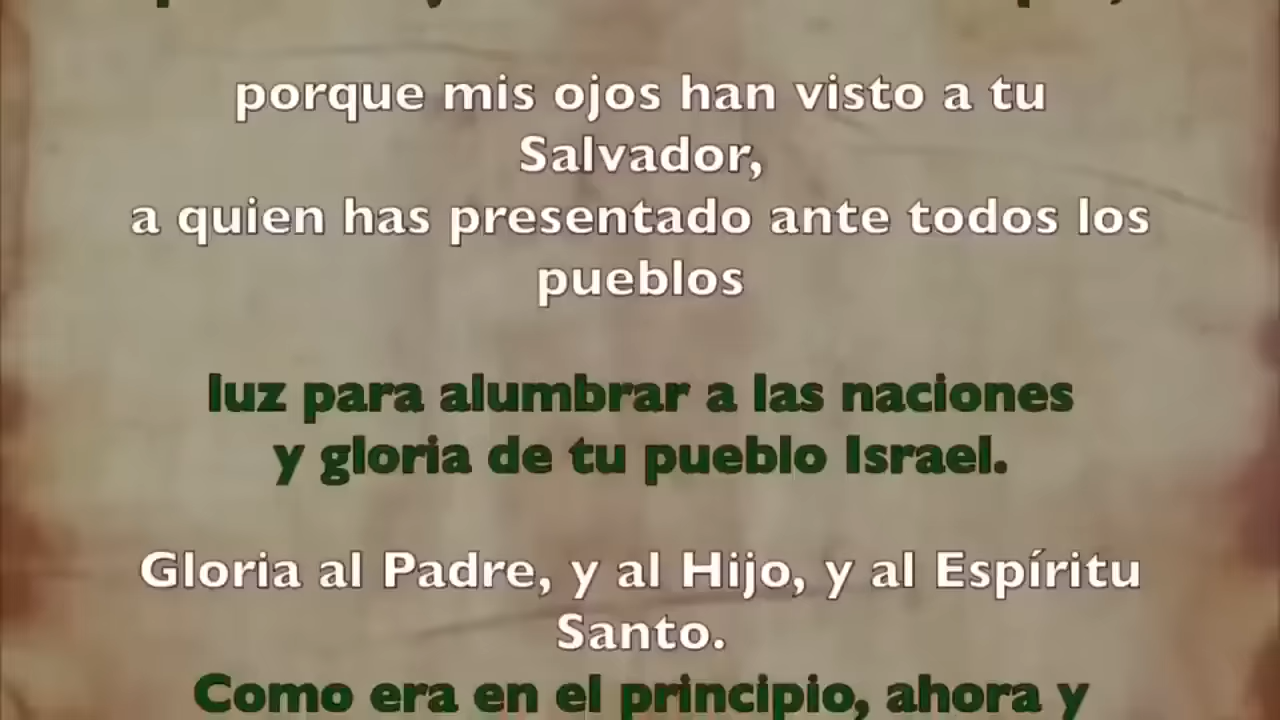 porque mis ojos han visto a tu
Salvador,
a quien has presentado ante todos los
pueblos
luz para alumbrar a las naciones
y gloria de tu pueblo Israel.
Gloria al Padre, y al Hijo, y al Espíritu
Santo.
Como era en el principio, ahora y